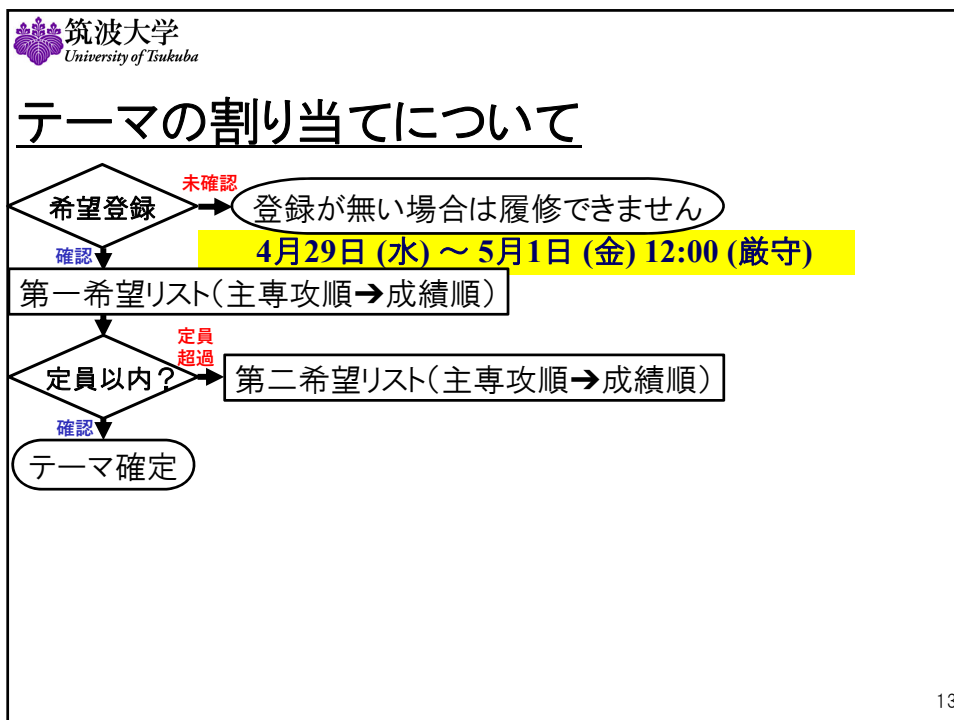 筑波大学
University of Tsukuba
テーマの割り当てについて
希望登録
未確認
登録が無い場合は履修できません
4月29日 (水) ～ 5月1日 (金) 12:00 (厳守)
確認
第一希望リスト（主専攻順➔成績順）
定員以内？
定員
超過
第二希望リスト（主専攻順➔成績順）
確認
テーマ確定
13